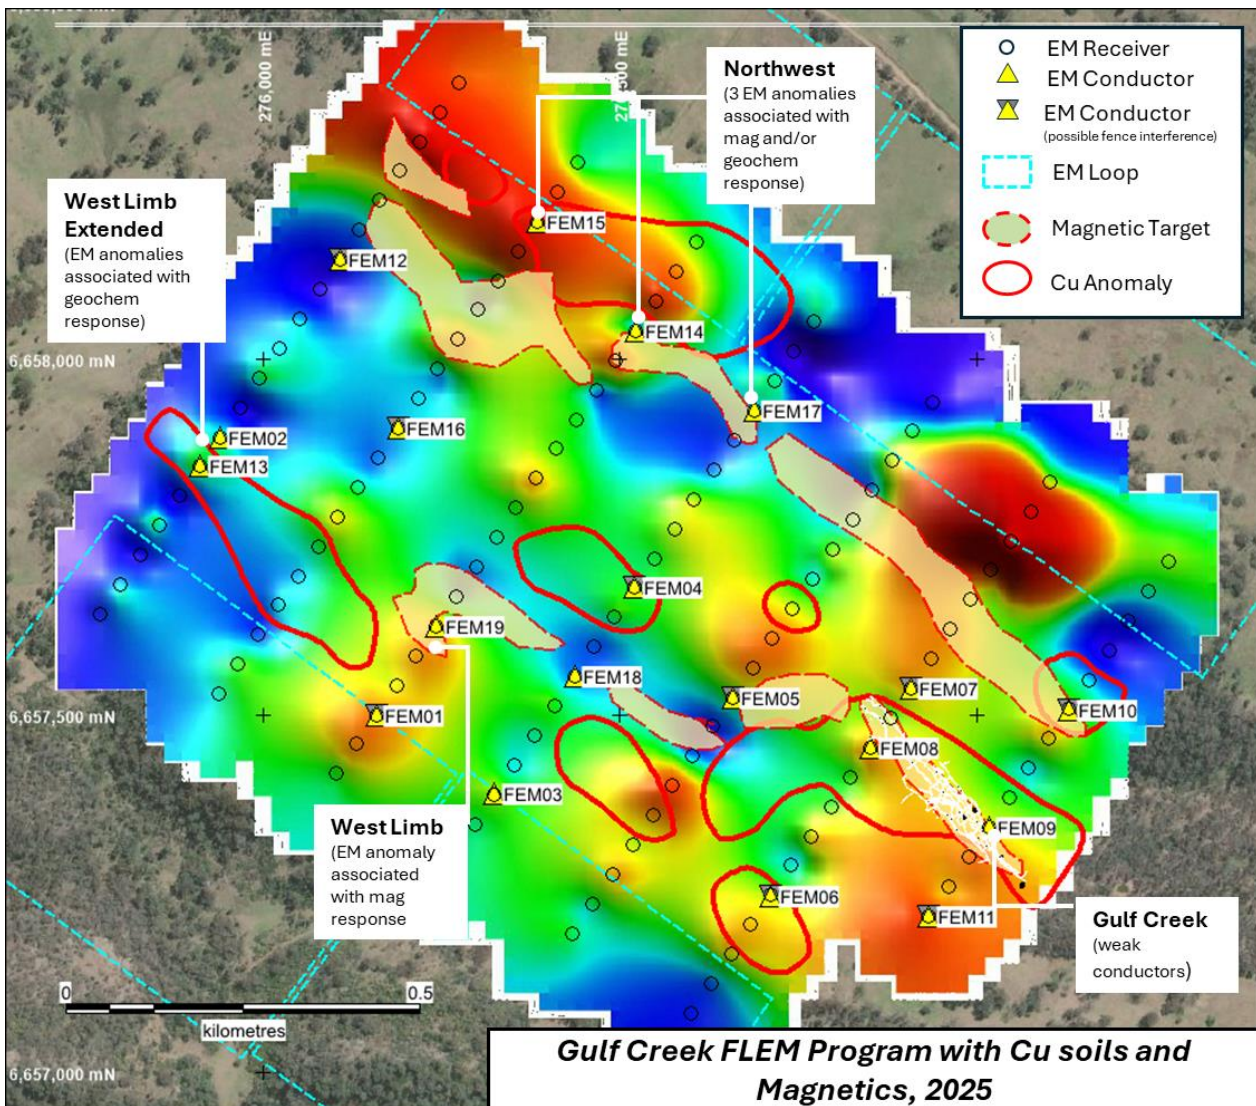 276,000 mE
Northwest
(3 EM anomalies
associated with
mag and/or
geochem
response)
EM Receiver
EM Conductor
EM Conductor
(possible fence interference)
EM Loop
Magnetic Target
Cu Anomaly
West Limb
Extended
(EM anomalies
associated with
geochem
response)
FEM15
FEM12
FEM14
6,658,000 mN
FEM17
FEM16
FEM02
FEM13
FEM04
FEM19
FEM18
FEM05
FEM07
FEM10
6,657,500 mN
FEM01
FEM08
FEM03
FEM09
West Limb
(EM anomaly
associated
with mag
response
FEM06
FEM11
Gulf Creek
(weak
conductors)
0
0.5
kilometres
6,657,000 mN
Gulf Creek FLEM Program with Cu soils and
Magnetics, 2025